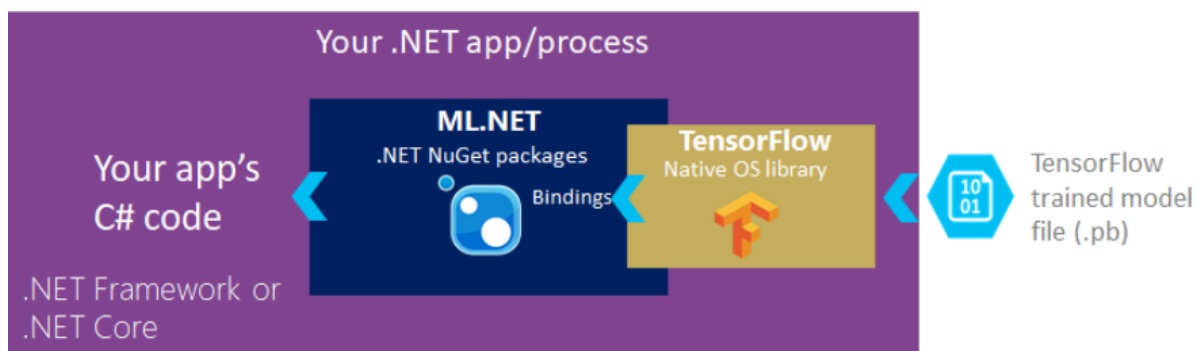 Your .NET app/process
ML.NET
.NET NuGet packages
Bindings
TensorFlow
Native OS library
Your app's
C# code
.NET Framework or
.NET Core
10
01
TensorFlow
trained model
file (.pb)